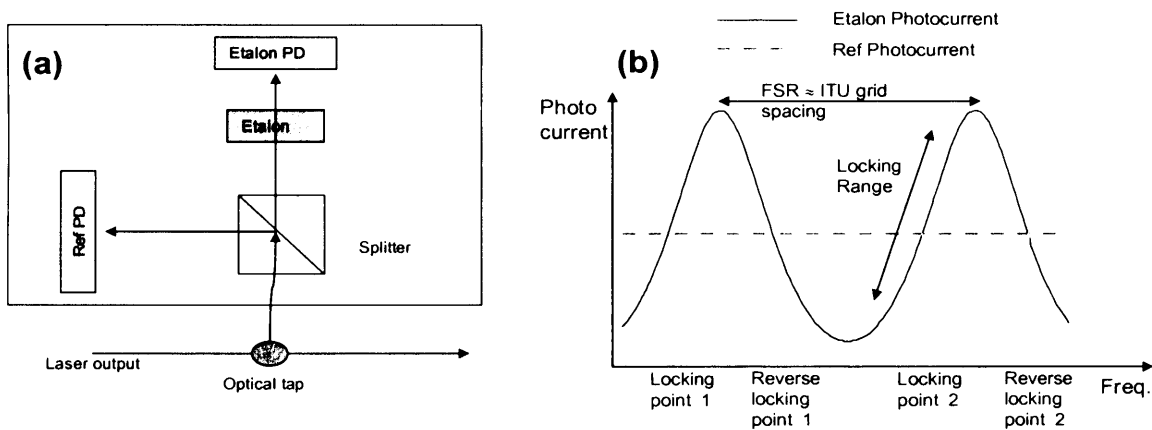 (a)
Etalon PD
Etalon
Ref PD
Splitter
Laser output
Optical tap
Etalon Photocurrent
Ref Photocurrent
(b)
Photo
current
FSR ≈ ITU grid
spacing
Locking
Range
Locking
point 1
Reverse
locking
point 1
Locking
point 2
Reverse
locking
point 2
Freq.